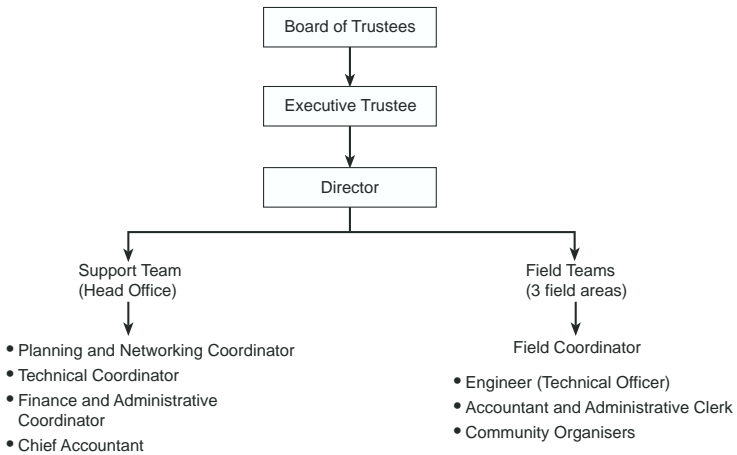 Board of Trustees
Executive Trustee
Director
Support Team
(Head Office)
• Planning and Networking Coordinator
• Technical Coordinator
• Finance and Administrative
Coordinator
• Chief Accountant
Field Teams
(3 field areas)
Field Coordinator
• Engineer (Technical Officer)
• Accountant and Administrative Clerk
• Community Organisers